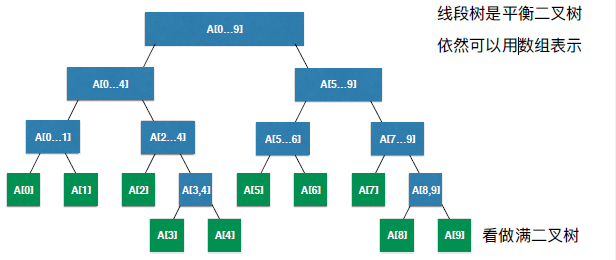 线段树是平衡二叉树
依然可以用数组表示
A[0...9]
A[0...4] A[5...9]
A[0...1] A[2...4] A[5...6] A[7...9]
A[0] A[1] A[2] A[3,4] A[5] A[6] A[7] A[8,9]
A[3] A[4] A[8] A[9] 看做满二叉树